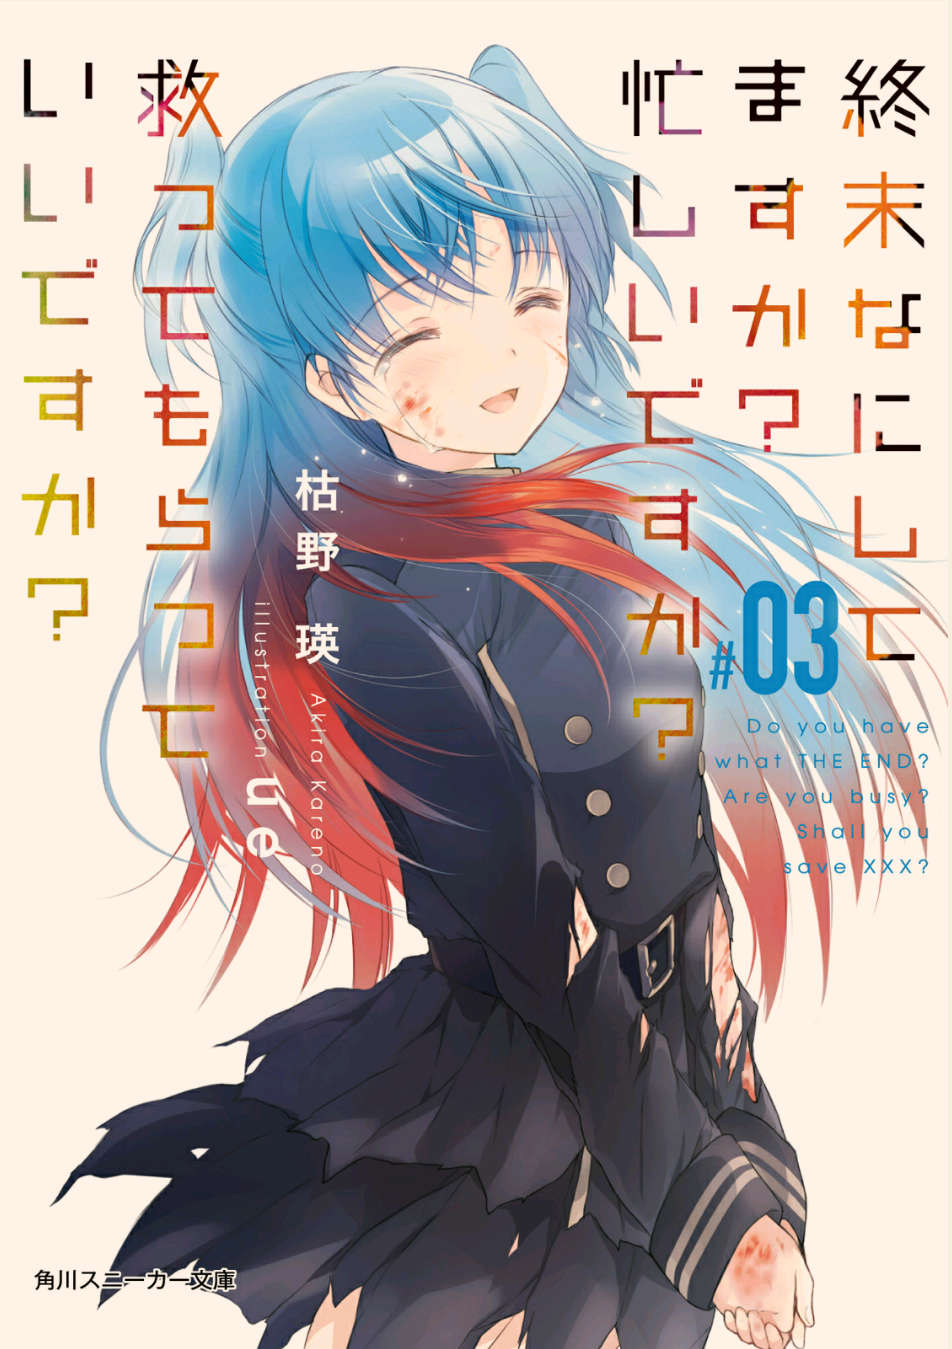 終末なにして
ますか？
忙しいですか？
救ってもらって
いいですか？
#03
Do you have
what THE END?
Are you busy?
Shall you
save XXX?
枯野 瑛
Akira Kareno
illustration ue
角川スニーカー文庫